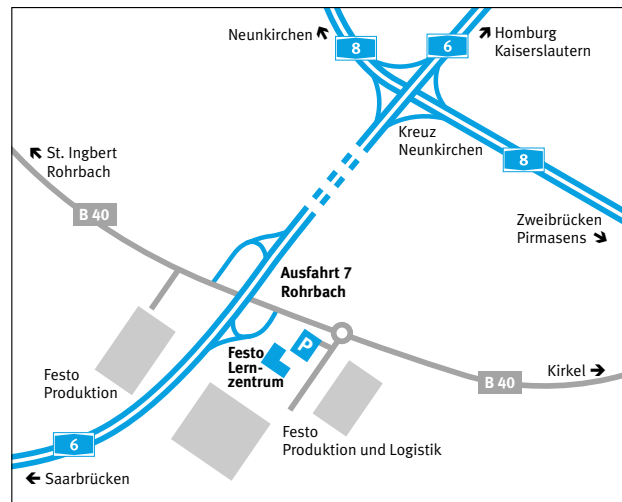 Neunkirchen
8
6
Homburg
Kaiserslautern
Kreuz
Neunkirchen
8
St. Ingbert
Rohrbach
B 40
Zweibrücken
Pirmasens
Ausfahrt 7
Rohrbach
P
Festo
Lern-
zentrum
Festo
Produktion
Kirkel
B 40
Festo
Produktion und Logistik
6
Saarbrücken